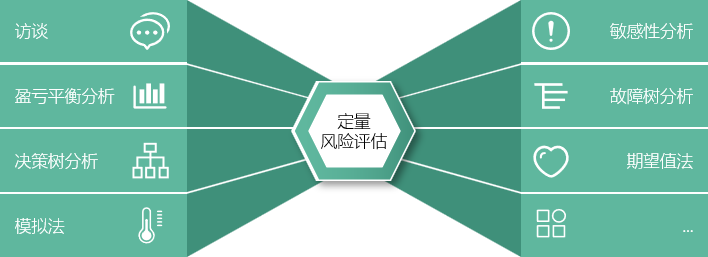 访谈
盈亏平衡分析
决策树分析
模拟法
定量
风险评估
敏感性分析
故障树分析
期望值法
...